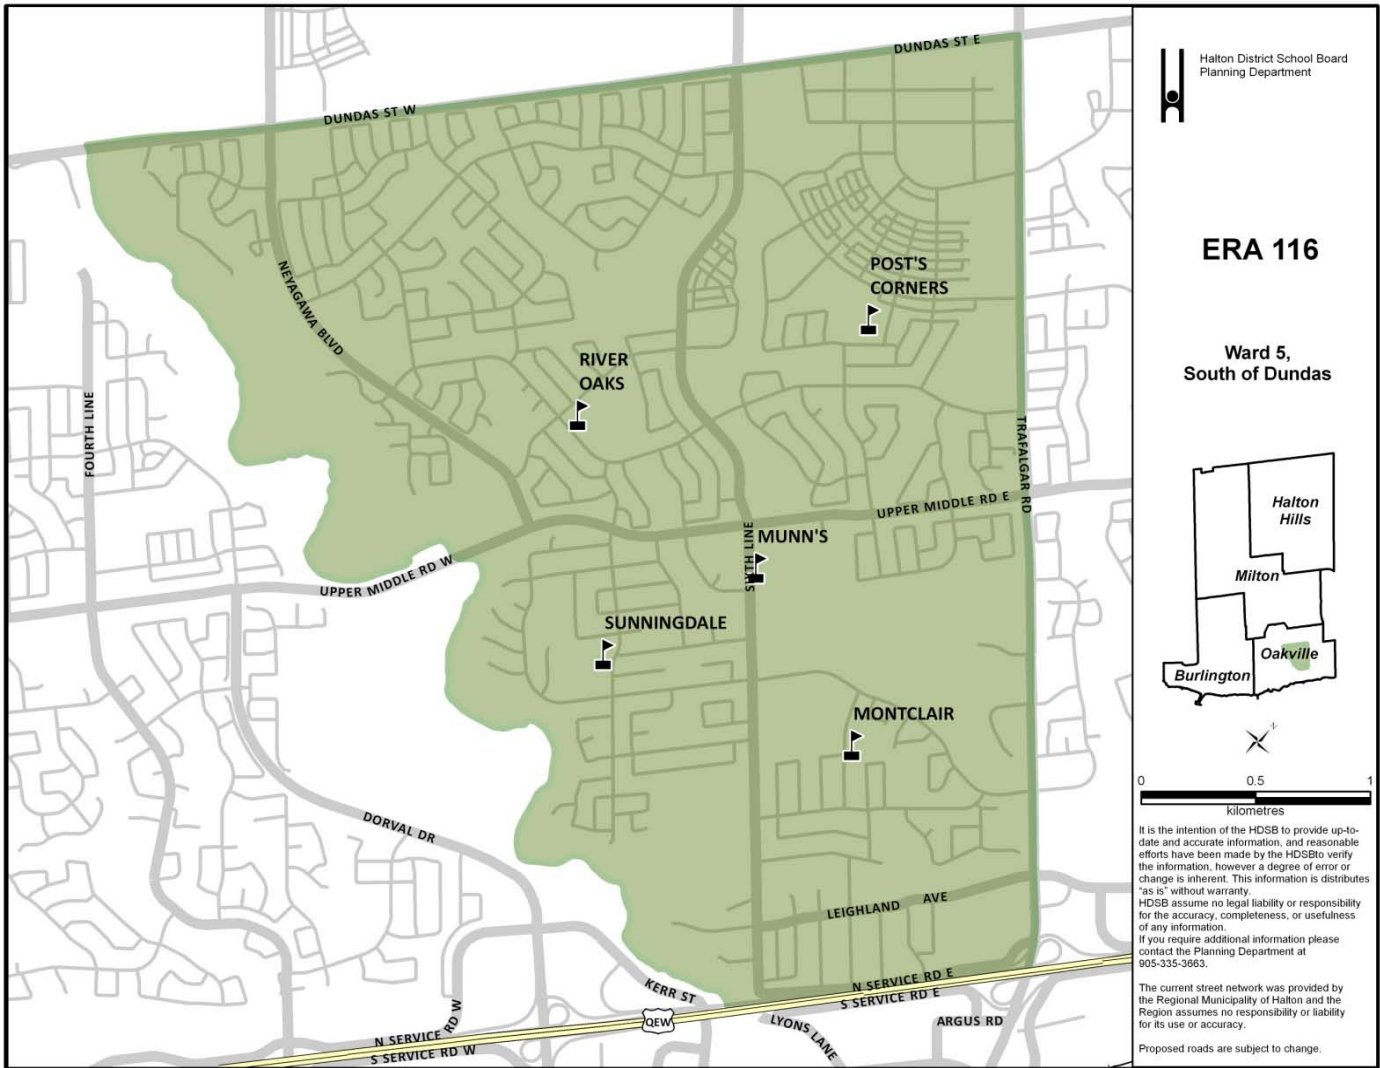 DUNDAS ST E
DUNDAS ST W
NEYAGAWA BLVD
POST'S
CORNERS
RIVER
OAKS
FOURTH LINE
TRAFALGAR RD
UPPER MIDDLE RD E
SIXTH LINE
MUNN'S
UPPER MIDDLE RD W
SUNNINGDALE
MONTCLAIR
DORVAL DR
LEIGHLAND AVE
N SERVICE RD E
S SERVICE RD E
KERR ST
QEW
LYONS LANE
ARGUS RD
N SERVICE RD W
S SERVICE RD W
Halton District School Board
Planning Department
ERA 116
Ward 5,
South of Dundas
Halton
Hills
Milton
Oakville
Burlington
N
0 0.5 1
kilometres
It is the intention of the HDSB to provide up-to-
date and accurate information, and reasonable
efforts have been made by the HDSBto verify
the information, however a degree of error or
change is inherent. This information is distributes
"as is" without warranty.
HDSB assume no legal liability or responsibility
for the accuracy, completeness, or usefulness
of any information.
If you require additional information please
contact the Planning Department at
905-335-3663.
The current street network was provided by
the Regional Municipality of Halton and the
Region assumes no responsibility or liability
for its use or accuracy.
Proposed roads are subject to change.